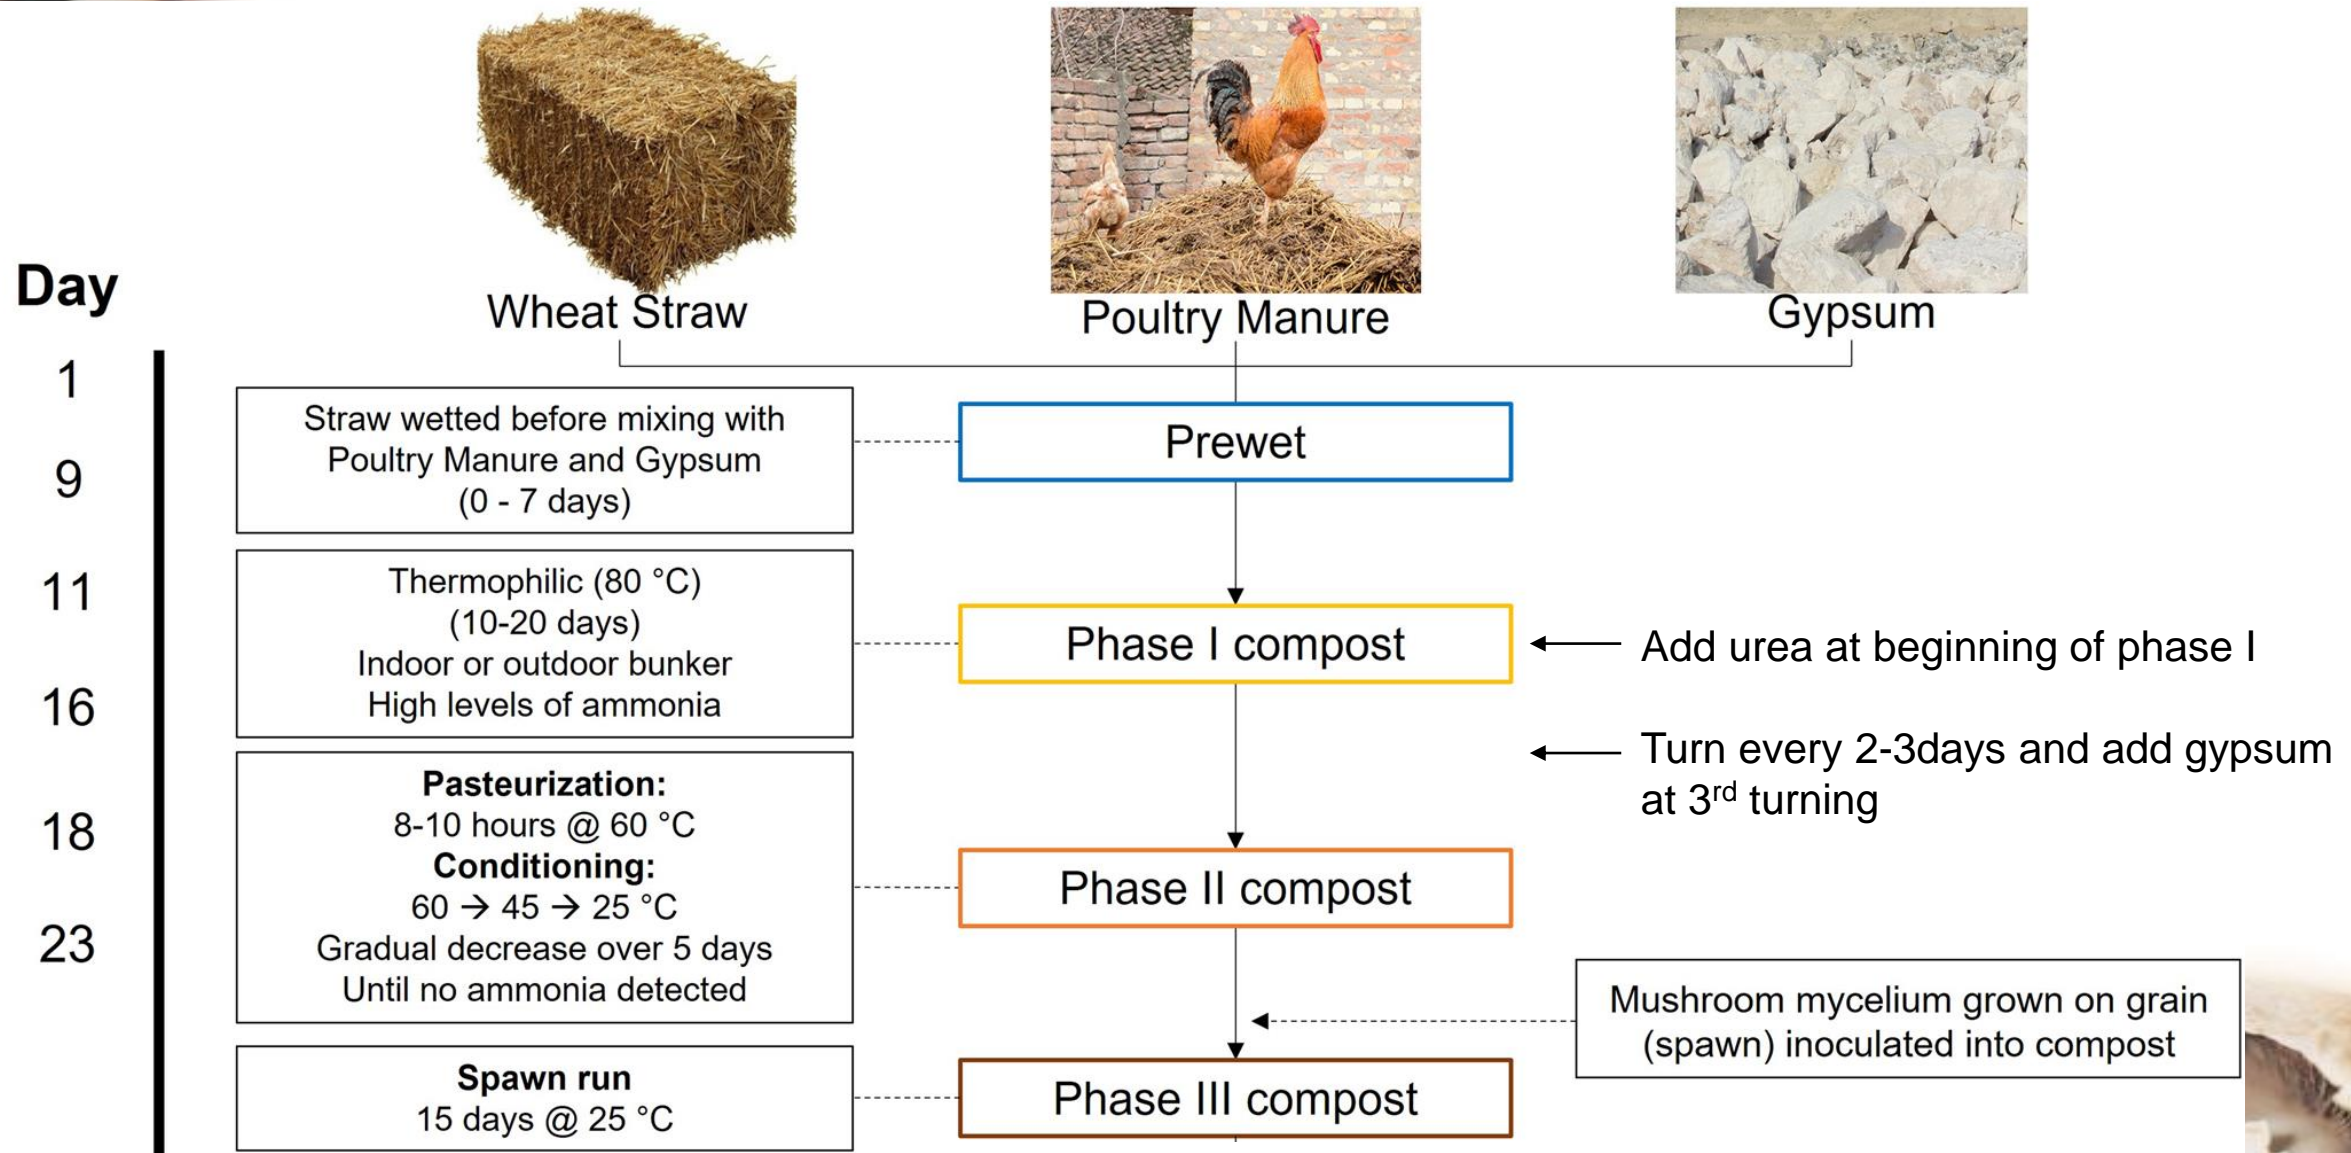 Wheat Straw
Poultry Manure
Gypsum
Day
1
9
11
16
18
23
Straw wetted before mixing with
Poultry Manure and Gypsum
(0 - 7 days)
Prewet
Thermophilic (80 °C)
(10-20 days)
Indoor or outdoor bunker
High levels of ammonia
Phase I compost
Add urea at beginning of phase I
Turn every 2-3days and add gypsum
at 3rd turning
Pasteurization:
8-10 hours @ 60 °C
Conditioning:
60 → 45 → 25 °C
Gradual decrease over 5 days
Until no ammonia detected
Phase II compost
Mushroom mycelium grown on grain
(spawn) inoculated into compost
Spawn run
15 days @ 25 °C
Phase III compost